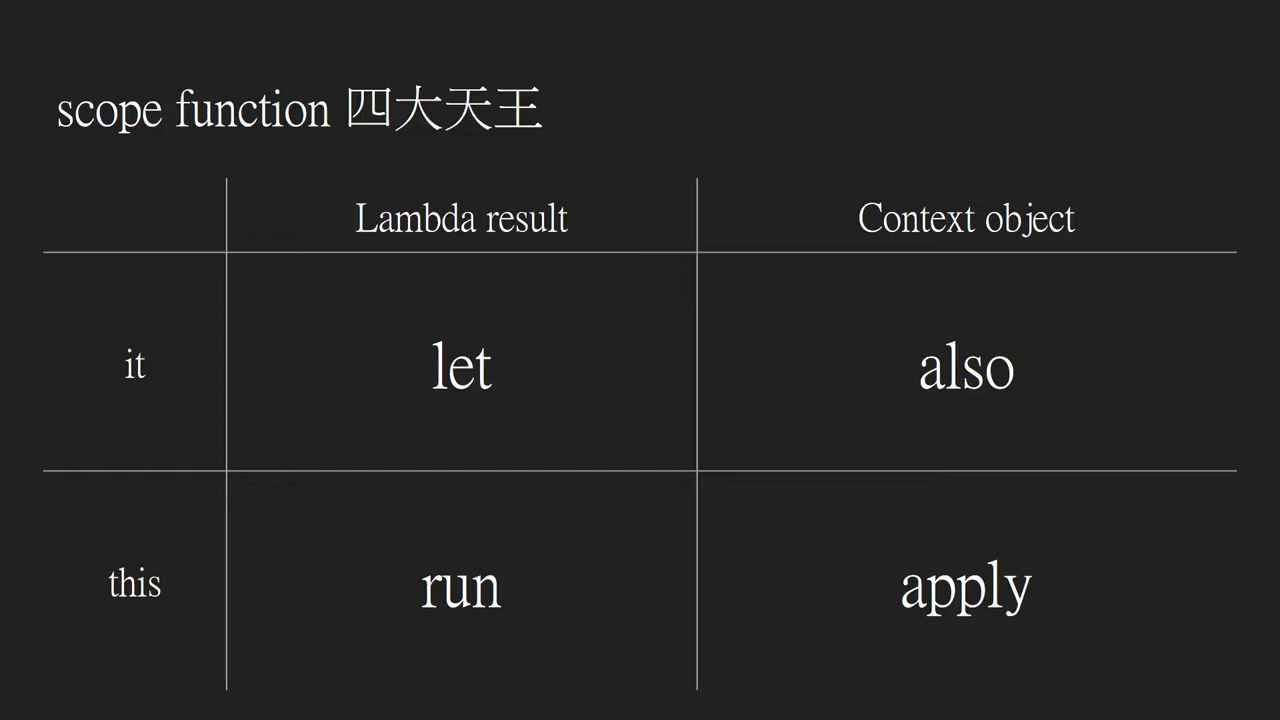 scope function 四大天王
Lambda result Context object
it let also
this run apply